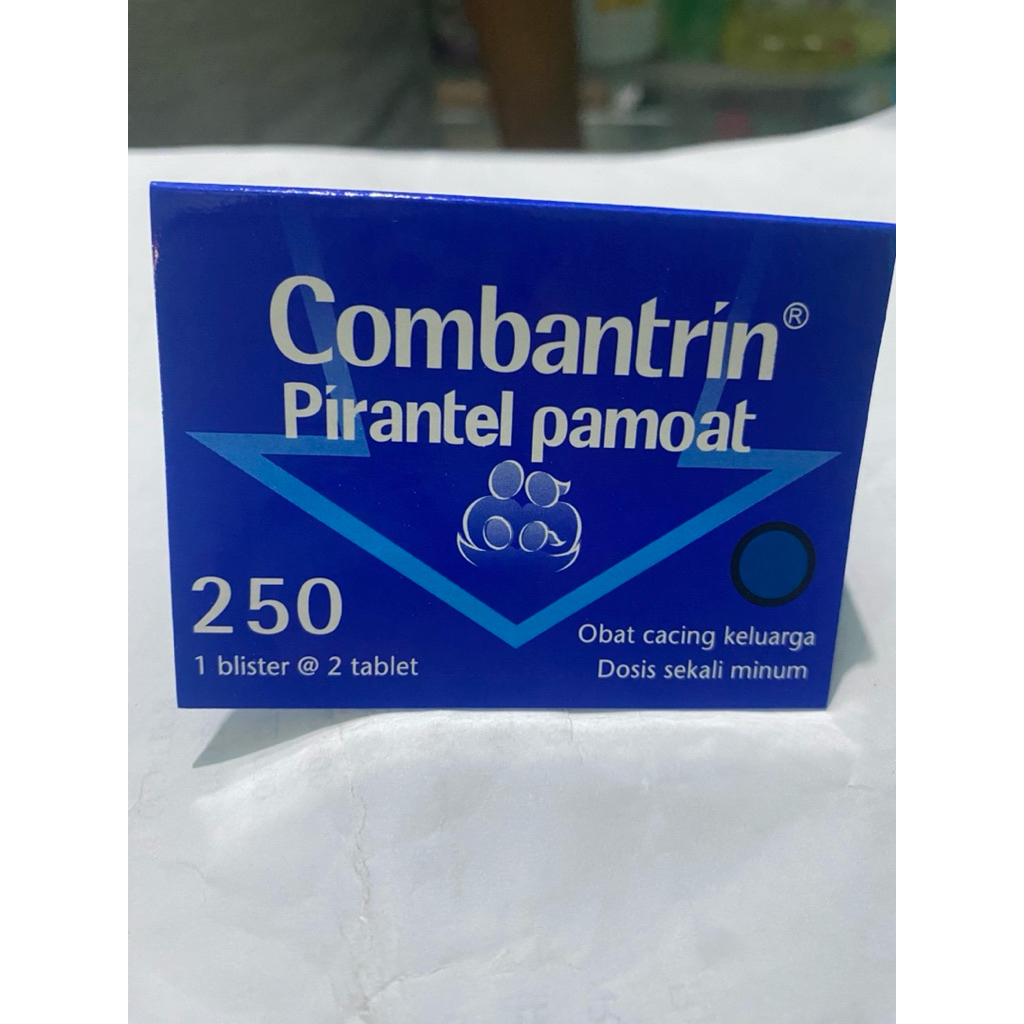 Combantrin®
Pirantel pamoat
250
1 blister @ 2 tablet
Obat cacing keluarga
Dosis sekali minum